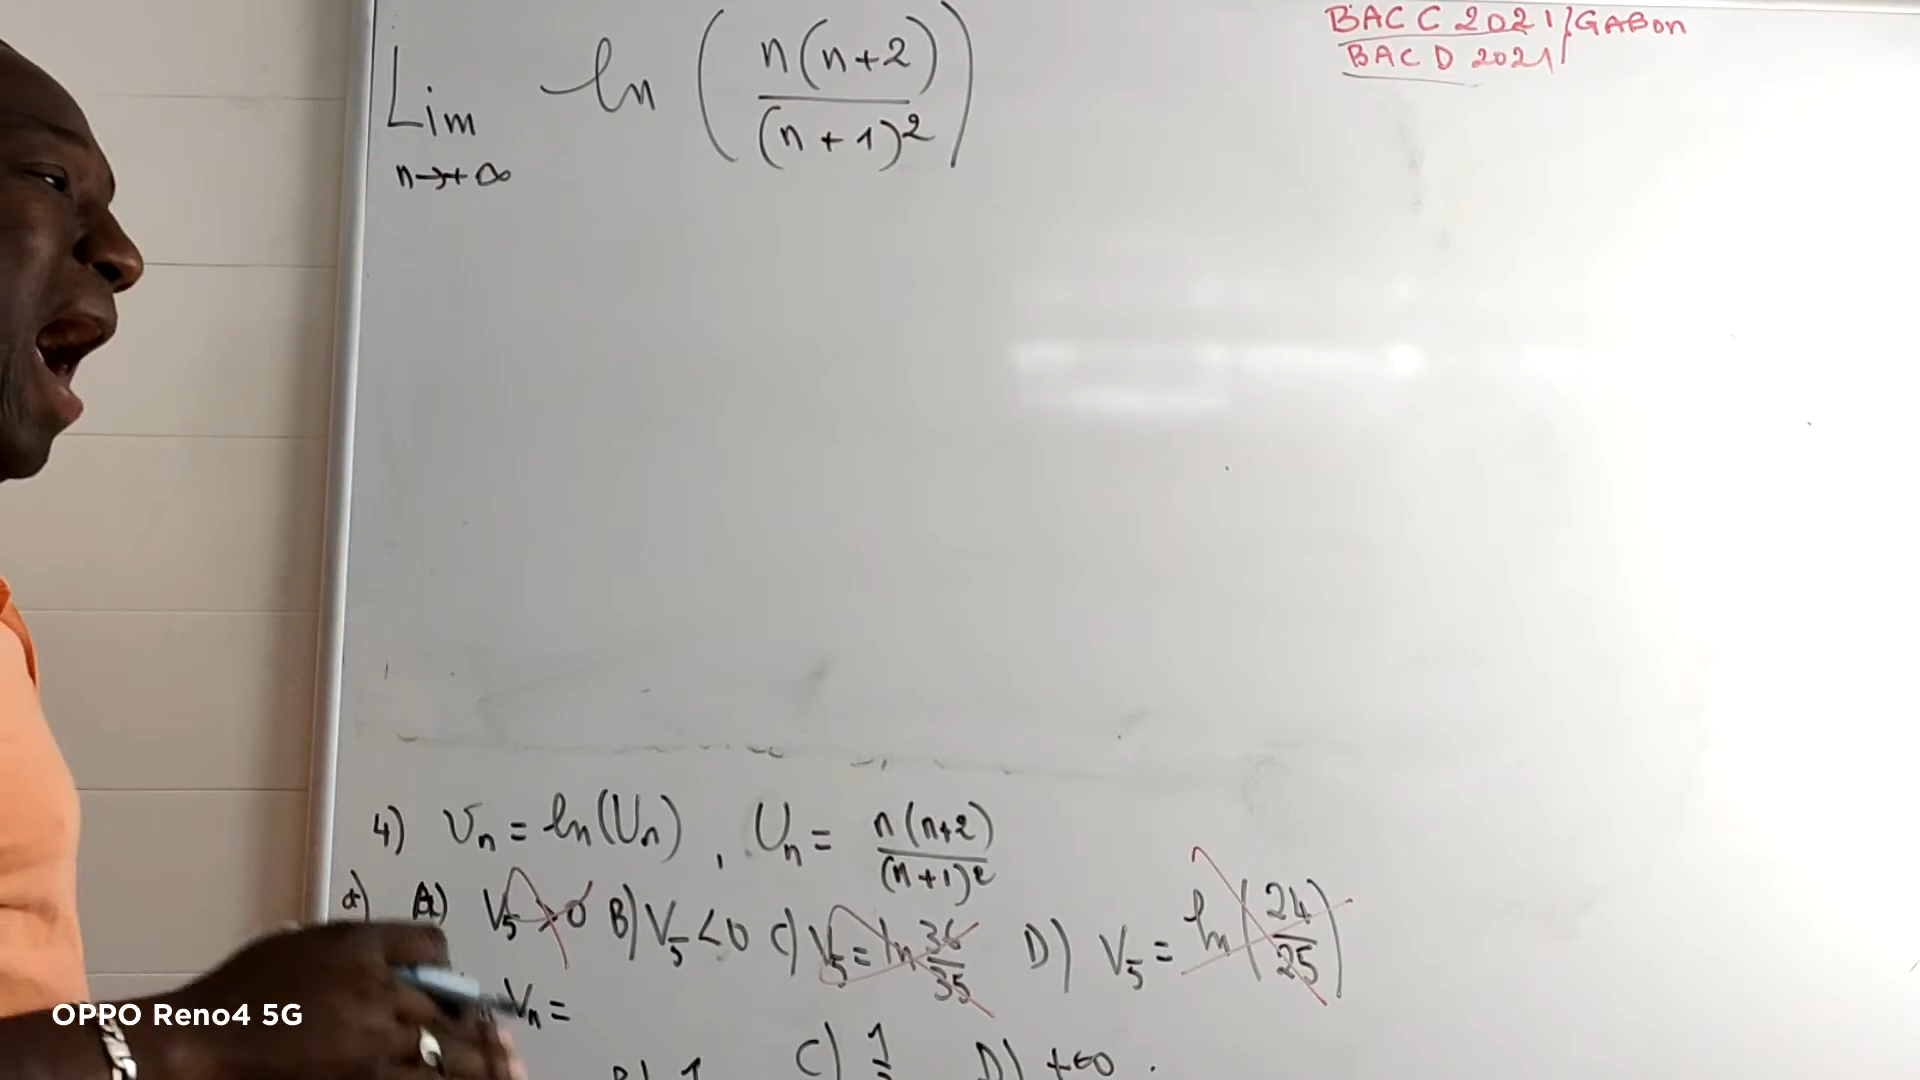 BAC C 2021 / GABON
BAC D 2021
Lim ln ( n(n+2) / (n+1)² )
n→+∞
4) Vn = ln(Un) , Un = n(n+2) / (n+1)²
a) A) V5 > 0 B) V5 < 0 C) V5 = ln 36/35 D) V5 = ln(24/25)
Vn =
B) 1 C) D) +∞ .
OPPO Reno4 5G